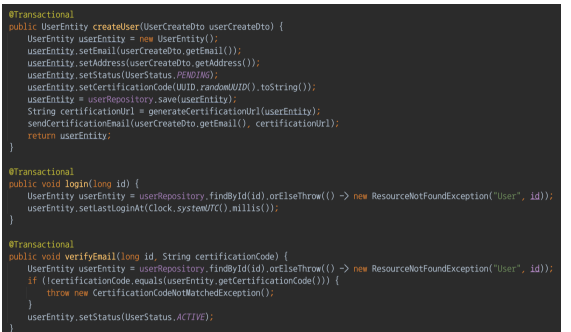 @Transactional
public UserEntity createUser(UserCreateDto userCreateDto) {
    UserEntity userEntity = new UserEntity();
    userEntity.setEmail(userCreateDto.getEmail());
    userEntity.setAddress(userCreateDto.getAddress());
    userEntity.setStatus(UserStatus.PENDING);
    userEntity.setCertificationCode(UUID.randomUUID().toString());
    userEntity = userRepository.save(userEntity);
    String certificationUrl = generateCertificationUrl(userEntity);
    sendCertificationEmail(userCreateDto.getEmail(), certificationUrl);
    return userEntity;
}
@Transactional
public void login(long id) {
    UserEntity userEntity = userRepository.findById(id).orElseThrow(() -> new ResourceNotFoundException("User", id));
    userEntity.setLastLoginAt(Clock.systemUTC().millis());
}
@Transactional
public void verifyEmail(long id, String certificationCode) {
    UserEntity userEntity = userRepository.findById(id).orElseThrow(() -> new ResourceNotFoundException("User", id));
    if (!certificationCode.equals(userEntity.getCertificationCode())) {
        throw new CertificationCodeNotMatchedException();
    }
    userEntity.setStatus(UserStatus.ACTIVE);
}